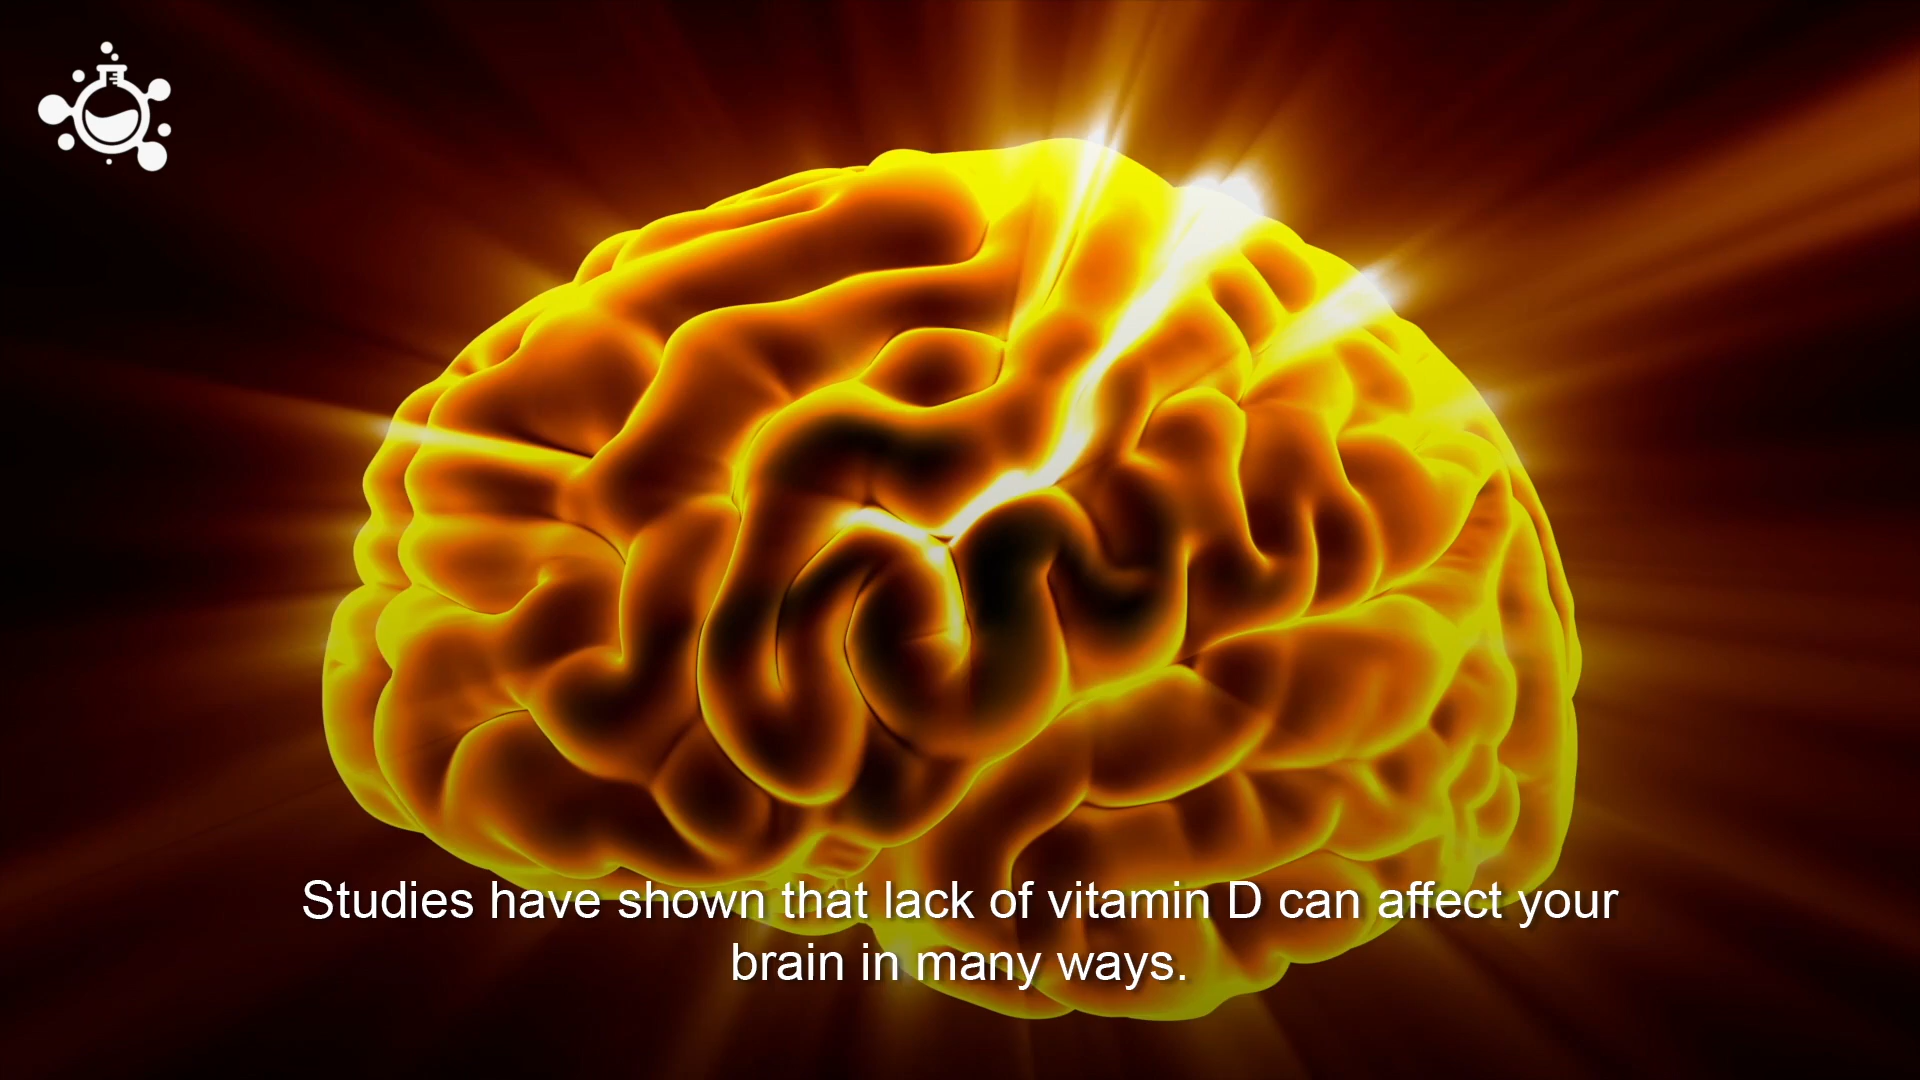 Studies have shown that lack of vitamin D can affect your
brain in many ways.